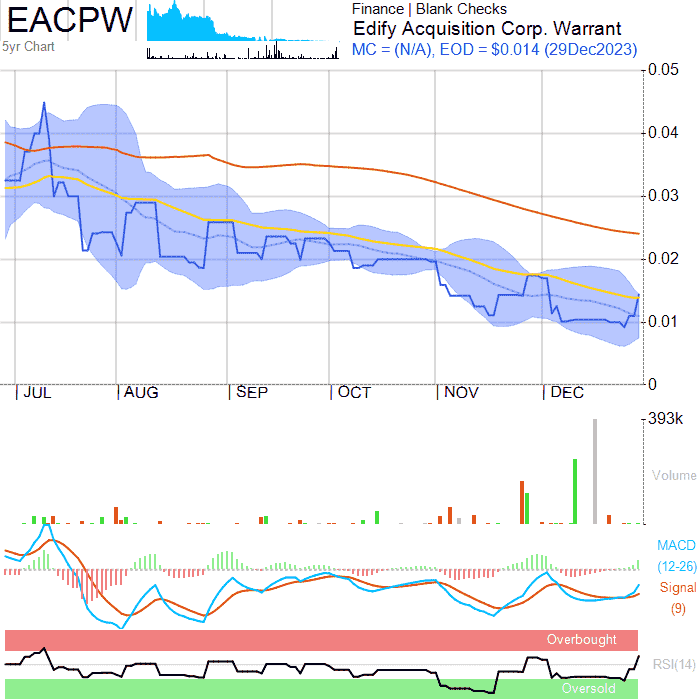 EACPW
5yr Chart
Finance | Blank Checks
Edify Acquisition Corp. Warrant
MC = (N/A), EOD = $0.014 (29Dec2023)
0.05
0.04
0.03
0.02
0.01
0
JUL AUG SEP OCT NOV DEC
393k
Volume
MACD
(12-26)
Signal
(9)
Overbought
RSI(14)
Oversold